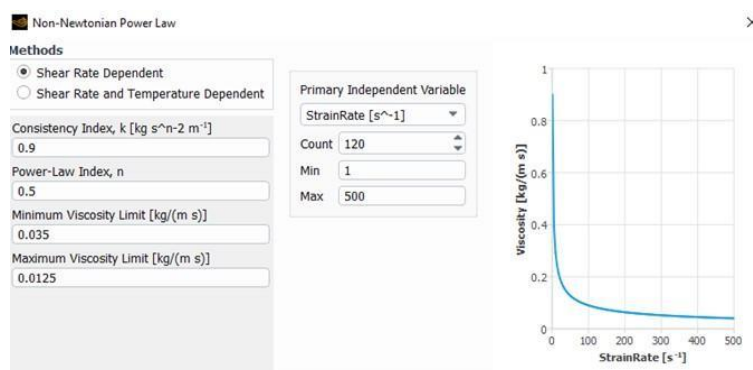 Non-Newtonian Power Law
Methods
Shear Rate Dependent
Shear Rate and Temperature Dependent
Consistency Index, k [kg s^n-2 m⁻¹]
0.9
Power-Law Index, n
0.5
Minimum Viscosity Limit [kg/(m s)]
0.035
Maximum Viscosity Limit [kg/(m s)]
0.0125
Primary Independent Variable
StrainRate [s^-1]
Count 120
Min 1
Max 500
Viscosity [kg/(m s)]
1
0.8
0.6
0.4
0.2
0
0 100 200 300 400 500
StrainRate [s⁻¹]